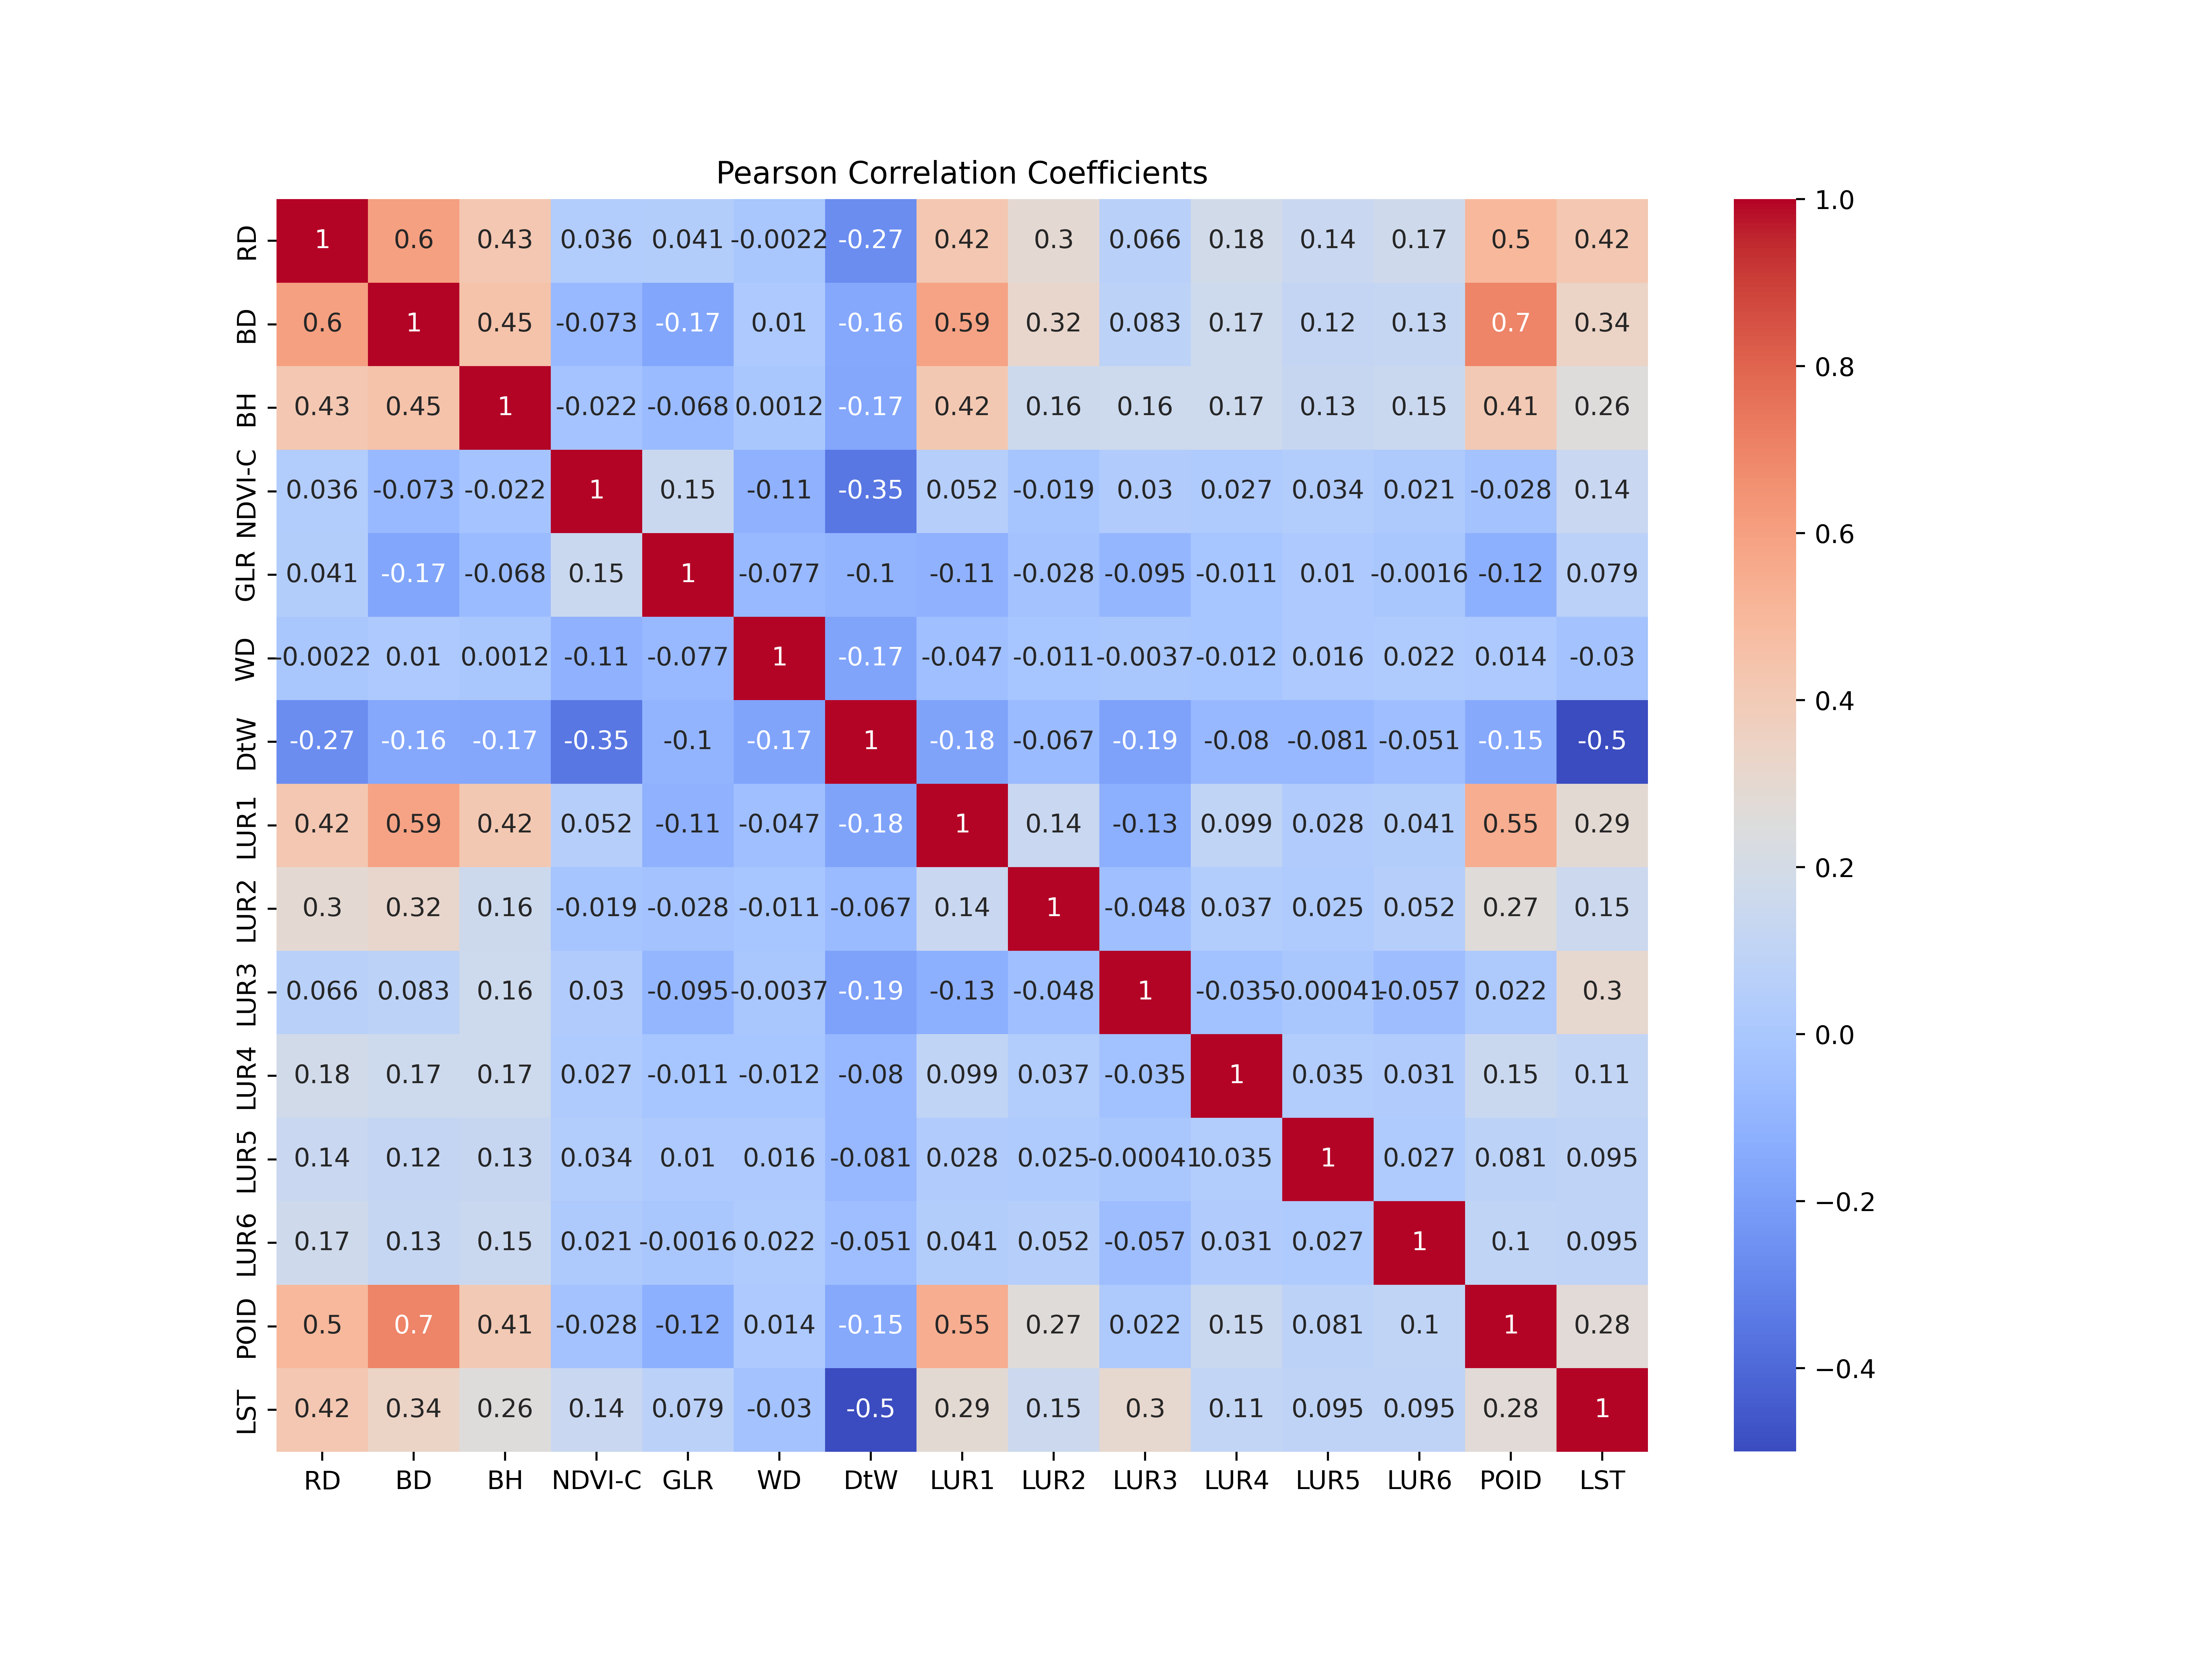 Pearson Correlation Coefficients
RD 1 0.6 0.43 0.036 0.041 -0.0022 -0.27 0.42 0.3 0.066 0.18 0.14 0.17 0.5 0.42
BD 0.6 1 0.45 -0.073 -0.17 0.01 -0.16 0.59 0.32 0.083 0.17 0.12 0.13 0.7 0.34
BH 0.43 0.45 1 -0.022 -0.068 0.0012 -0.17 0.42 0.16 0.16 0.17 0.13 0.15 0.41 0.26
NDVI-C 0.036 -0.073 -0.022 1 0.15 -0.11 -0.35 0.052 -0.019 0.03 0.027 0.034 0.021 -0.028 0.14
GLR 0.041 -0.17 -0.068 0.15 1 -0.077 -0.1 -0.11 -0.028 -0.095 -0.011 0.01 -0.0016 -0.12 0.079
WD -0.0022 0.01 0.0012 -0.11 -0.077 1 -0.17 -0.047 -0.011 -0.0037 -0.012 0.016 0.022 0.014 -0.03
DtW -0.27 -0.16 -0.17 -0.35 -0.1 -0.17 1 -0.18 -0.067 -0.19 -0.08 -0.081 -0.051 -0.15 -0.5
LUR1 0.42 0.59 0.42 0.052 -0.11 -0.047 -0.18 1 0.14 -0.13 0.099 0.028 0.041 0.55 0.29
LUR2 0.3 0.32 0.16 -0.019 -0.028 -0.011 -0.067 0.14 1 -0.048 0.037 0.025 0.052 0.27 0.15
LUR3 0.066 0.083 0.16 0.03 -0.095 -0.0037 -0.19 -0.13 -0.048 1 -0.035 -0.00041 -0.057 0.022 0.3
LUR4 0.18 0.17 0.17 0.027 -0.011 -0.012 -0.08 0.099 0.037 -0.035 1 0.035 0.031 0.15 0.11
LUR5 0.14 0.12 0.13 0.034 0.01 0.016 -0.081 0.028 0.025 -0.00041 0.035 1 0.027 0.081 0.095
LUR6 0.17 0.13 0.15 0.021 -0.0016 0.022 -0.051 0.041 0.052 -0.057 0.031 0.027 1 0.1 0.095
POID 0.5 0.7 0.41 -0.028 -0.12 0.014 -0.15 0.55 0.27 0.022 0.15 0.081 0.1 1 0.28
LST 0.42 0.34 0.26 0.14 0.079 -0.03 -0.5 0.29 0.15 0.3 0.11 0.095 0.095 0.28 1
RD BD BH NDVI-C GLR WD DtW LUR1 LUR2 LUR3 LUR4 LUR5 LUR6 POID LST
1.0
0.8
0.6
0.4
0.2
0.0
−0.2
−0.4